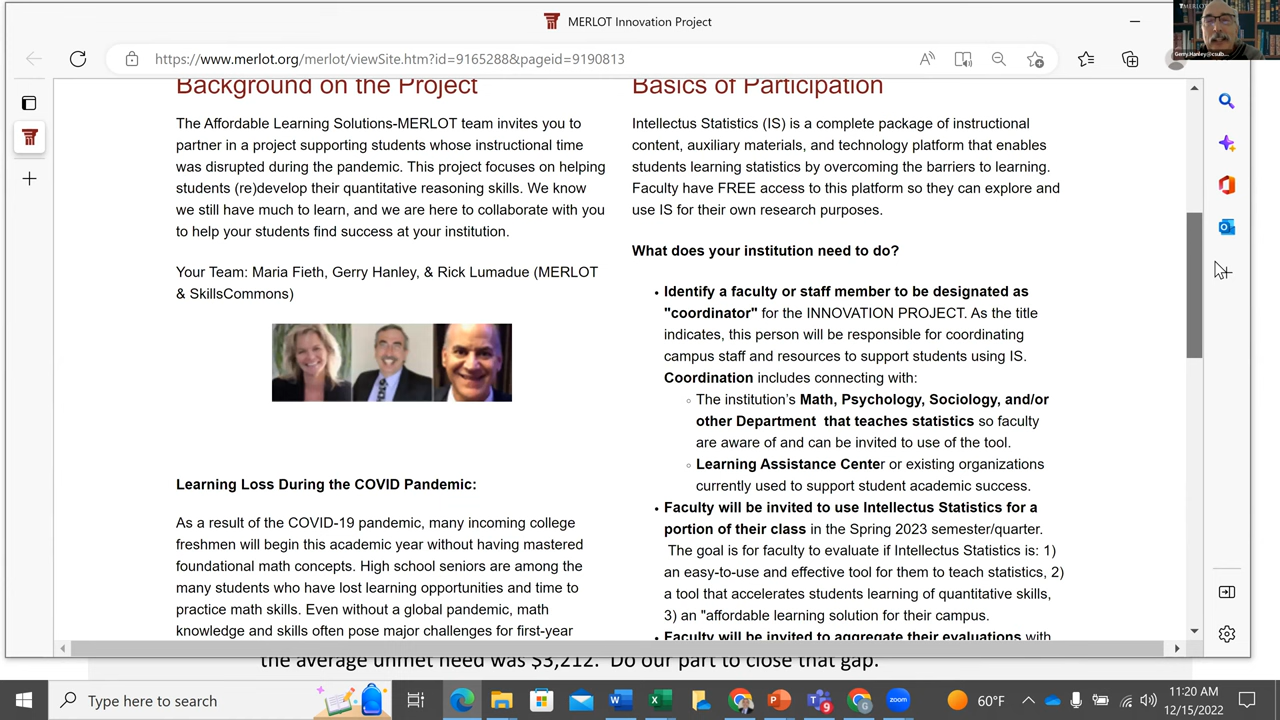 MERLOT Innovation Project
MERLOT
Gerry.Hanley@csulb...
Background on the Project
The Affordable Learning Solutions-MERLOT team invites you to
partner in a project supporting students whose instructional time
was disrupted during the pandemic. This project focuses on helping
students (re)develop their quantitative reasoning skills. We know
we still have much to learn, and we are here to collaborate with you
to help your students find success at your institution.
Your Team: Maria Fieth, Gerry Hanley, & Rick Lumadue (MERLOT
& SkillsCommons)
Learning Loss During the COVID Pandemic:
As a result of the COVID-19 pandemic, many incoming college
freshmen will begin this academic year without having mastered
foundational math concepts. High school seniors are among the
many students who have lost learning opportunities and time to
practice math skills. Even without a global pandemic, math
knowledge and skills often pose major challenges for first-year
Basics of Participation
Intellectus Statistics (IS) is a complete package of instructional
content, auxiliary materials, and technology platform that enables
students learning statistics by overcoming the barriers to learning.
Faculty have FREE access to this platform so they can explore and
use IS for their own research purposes.
What does your institution need to do?
• Identify a faculty or staff member to be designated as
"coordinator" for the INNOVATION PROJECT. As the title
indicates, this person will be responsible for coordinating
campus staff and resources to support students using IS.
Coordination includes connecting with:
◦ The institution's Math, Psychology, Sociology, and/or
other Department  that teaches statistics so faculty
are aware of and can be invited to use of the tool.
◦ Learning Assistance Center or existing organizations
currently used to support student academic success.
• Faculty will be invited to use Intellectus Statistics for a
portion of their class in the Spring 2023 semester/quarter.
The goal is for faculty to evaluate if Intellectus Statistics is: 1)
an easy-to-use and effective tool for them to teach statistics, 2)
a tool that accelerates students learning of quantitative skills,
3) an "affordable learning solution for their campus.
• Faculty will be invited to aggregate their evaluations with
the average unmet need was $3,212.  Do our part to close that gap.
Type here to search
9
zoom
60°F
11:20 AM
12/15/2022